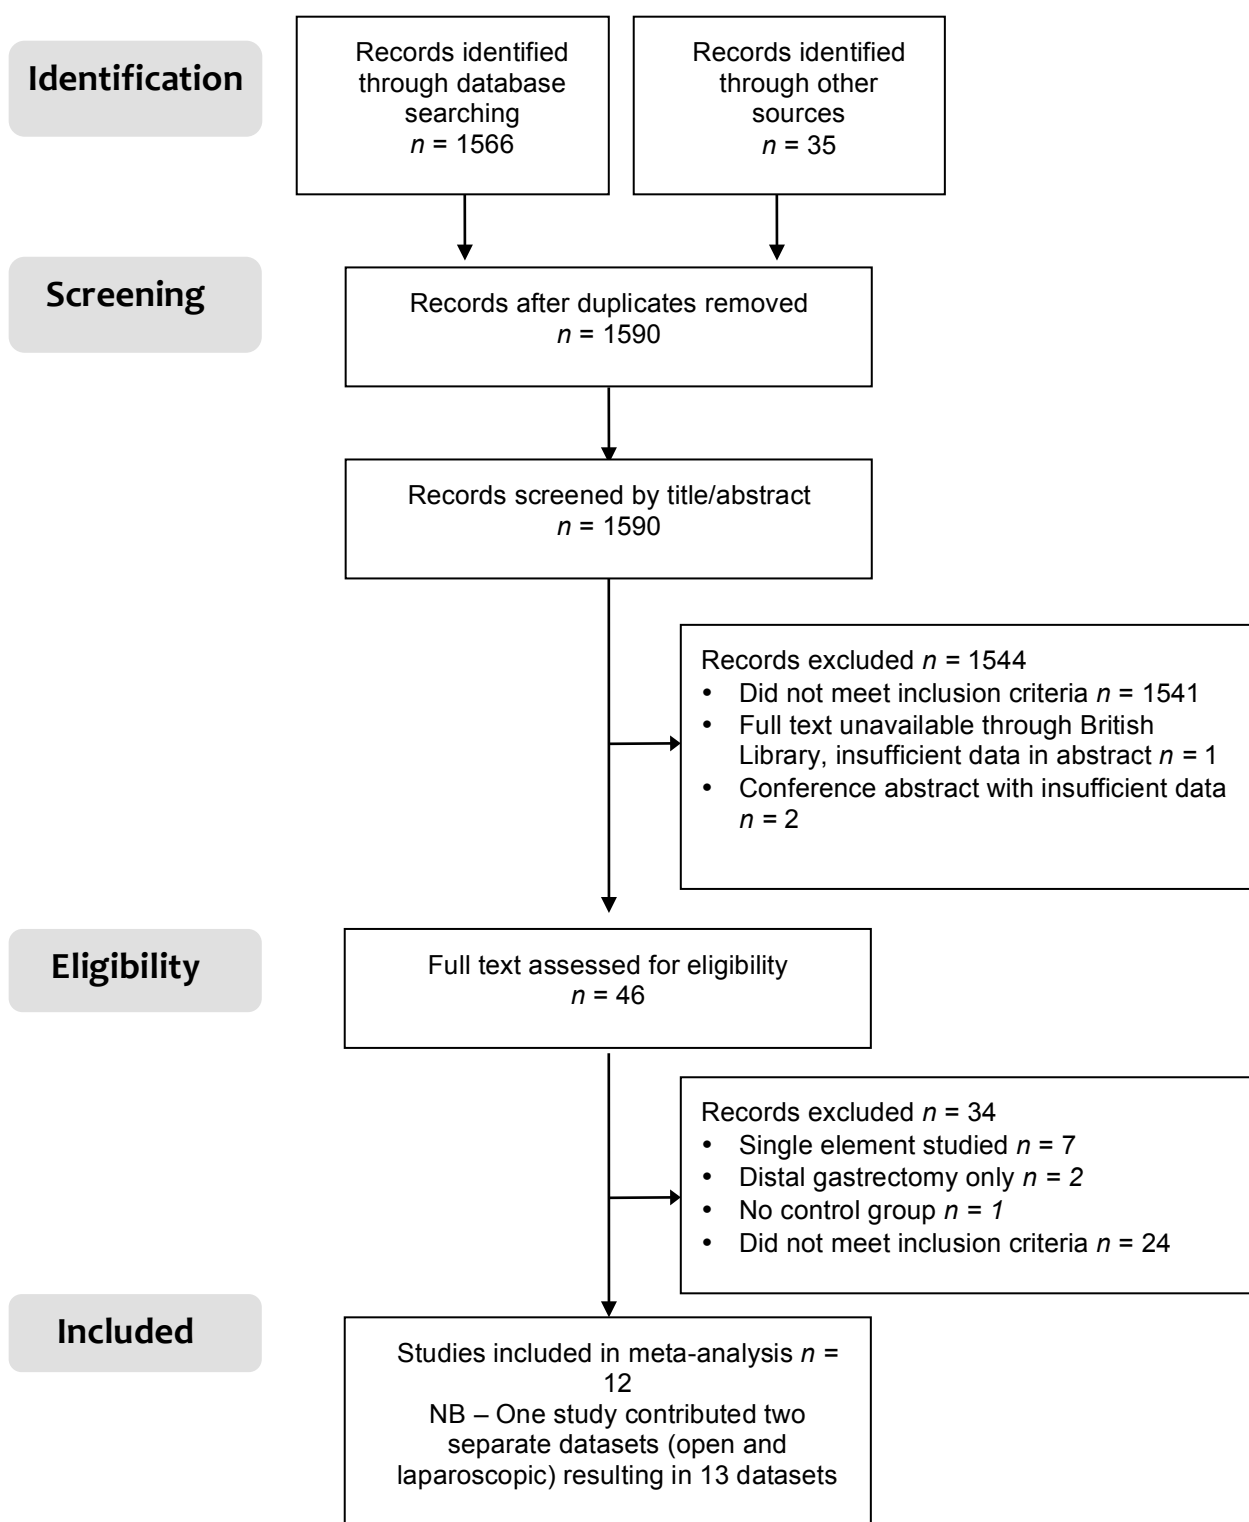 Identification
Records identified
through database
searching
n = 1566
Records identified
through other
sources
n = 35
Screening
Records after duplicates removed
n = 1590
Records screened by title/abstract
n = 1590
Records excluded n = 1544
• Did not meet inclusion criteria n = 1541
• Full text unavailable through British
Library, insufficient data in abstract n = 1
• Conference abstract with insufficient data
n = 2
Eligibility
Full text assessed for eligibility
n = 46
Records excluded n = 34
• Single element studied n = 7
• Distal gastrectomy only n = 2
• No control group n = 1
• Did not meet inclusion criteria n = 24
Included
Studies included in meta-analysis n =
12
NB – One study contributed two
separate datasets (open and
laparoscopic) resulting in 13 datasets